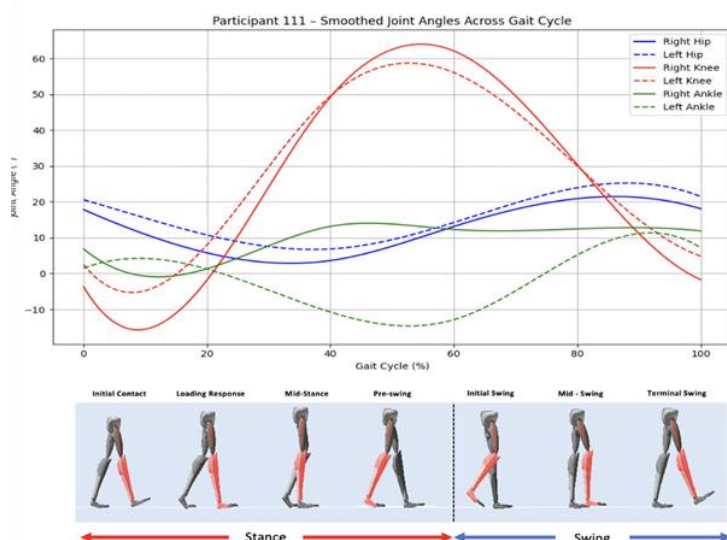 Participant 111 – Smoothed Joint Angles Across Gait Cycle
60
50
40
30
20
10
0
−10
Right Hip
Left Hip
Right Knee
Left Knee
Right Ankle
Left Ankle
0 20 40 60 80 100
Gait Cycle (%)
Initial Contact Loading Response Mid-Stance Pre-swing Initial Swing Mid - Swing Terminal Swing
Stance Swing